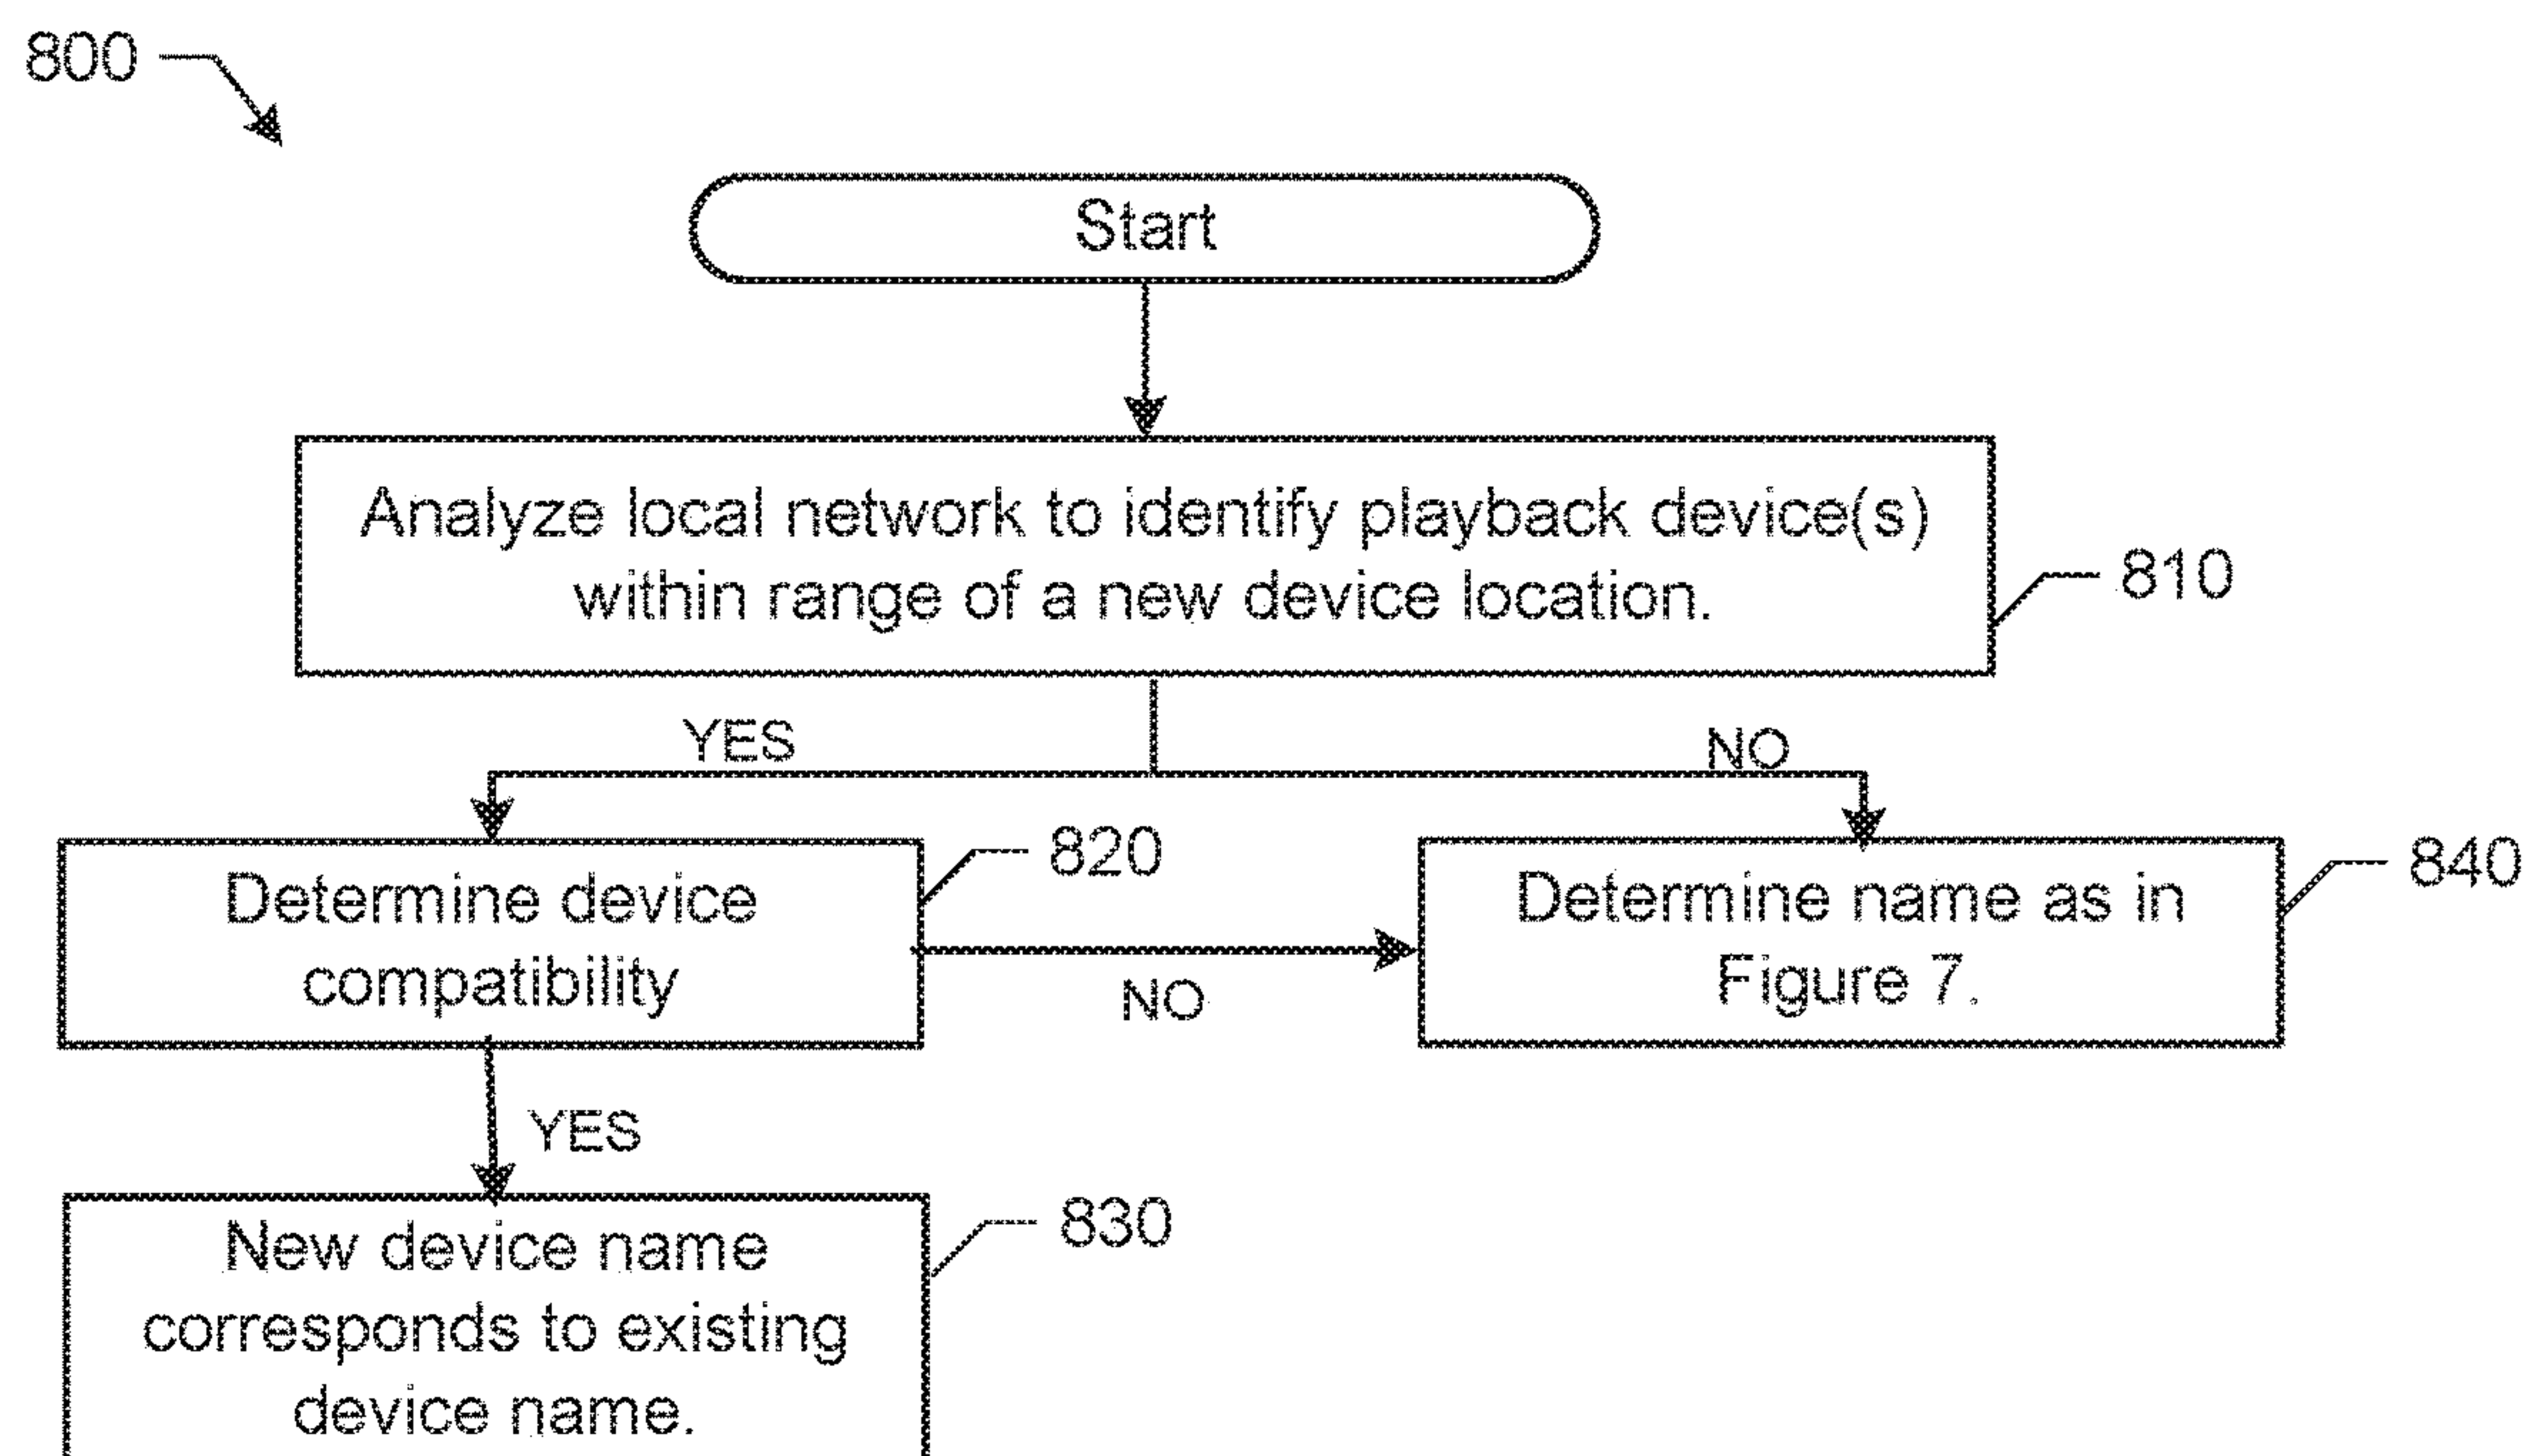 800
Start
Analyze local network to identify playback device(s)
within range of a new device location.
810
YES
NO
Determine device
compatibility
820
NO
Determine name as in
Figure 7.
840
YES
New device name
corresponds to existing
device name.
830